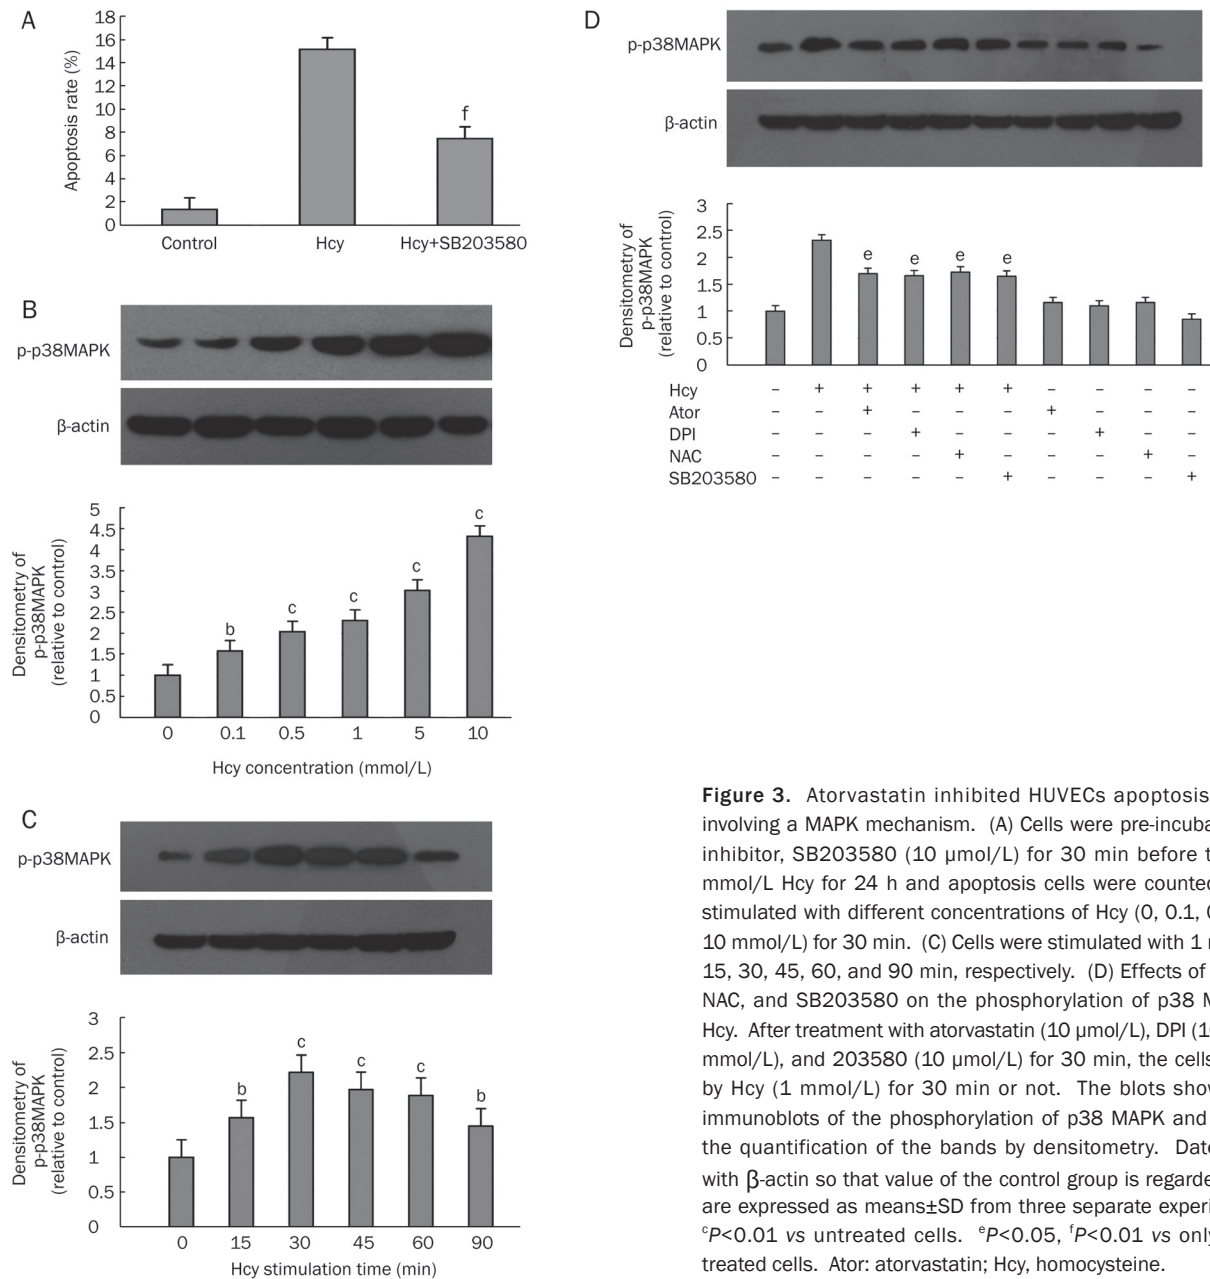 A
18
16
14
12
10
8
6
4
2
0
Apoptosis rate (%)
f
Control Hcy Hcy+SB203580
B
p-p38MAPK
β-actin
5
4.5
4
3.5
3
2.5
2
1.5
1
0.5
0
Densitometry of
p-p38MAPK
(relative to control)
b c c c c
0 0.1 0.5 1 5 10
Hcy concentration (mmol/L)
C
p-p38MAPK
β-actin
3
2.5
2
1.5
1
0.5
0
Densitometry of
p-p38MAPK
(relative to control)
b c c c b
0 15 30 45 60 90
Hcy stimulation time (min)
D
p-p38MAPK
β-actin
3
2.5
2
1.5
1
0.5
0
Densitometry of
p-p38MAPK
(relative to control)
e e e e
Hcy – + + + + + – – – –
Ator – – + – – – + – – –
DPI – – – + – – – + – –
NAC – – – – + – – – + –
SB203580 – – – – – + – – – +
Figure 3. Atorvastatin inhibited HUVECs apoptosis
involving a MAPK mechanism. (A) Cells were pre-incuba
inhibitor, SB203580 (10 μmol/L) for 30 min before t
mmol/L Hcy for 24 h and apoptosis cells were counted
stimulated with different concentrations of Hcy (0, 0.1, 0
10 mmol/L) for 30 min. (C) Cells were stimulated with 1 m
15, 30, 45, 60, and 90 min, respectively. (D) Effects of
NAC, and SB203580 on the phosphorylation of p38 M
Hcy. After treatment with atorvastatin (10 μmol/L), DPI (1
mmol/L), and 203580 (10 μmol/L) for 30 min, the cells
by Hcy (1 mmol/L) for 30 min or not. The blots show
immunoblots of the phosphorylation of p38 MAPK and
the quantification of the bands by densitometry. Date
with β-actin so that value of the control group is regarde
are expressed as means±SD from three separate experi
ᶜP<0.01 vs untreated cells. ᵉP<0.05, ᶠP<0.01 vs only
treated cells. Ator: atorvastatin; Hcy, homocysteine.